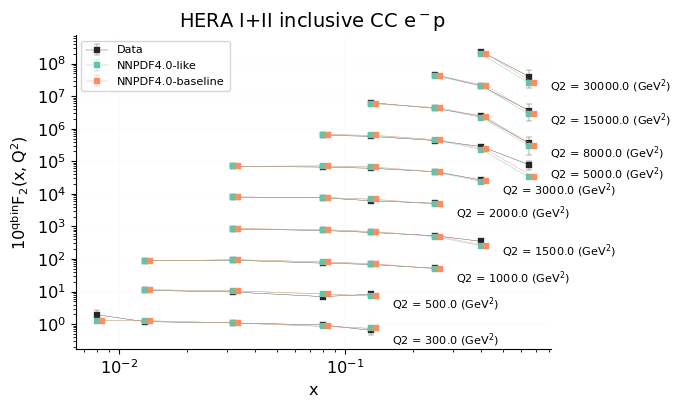 HERA I+II inclusive CC e⁻p
Data
NNPDF4.0-like
NNPDF4.0-baseline
10^qbin F₂(x, Q²)
10⁸
10⁷
10⁶
10⁵
10⁴
10³
10²
10¹
10⁰
Q2 = 30000.0 (GeV²)
Q2 = 15000.0 (GeV²)
Q2 = 8000.0 (GeV²)
Q2 = 5000.0 (GeV²)
Q2 = 3000.0 (GeV²)
Q2 = 2000.0 (GeV²)
Q2 = 1500.0 (GeV²)
Q2 = 1000.0 (GeV²)
Q2 = 500.0 (GeV²)
Q2 = 300.0 (GeV²)
10⁻² 10⁻¹
x